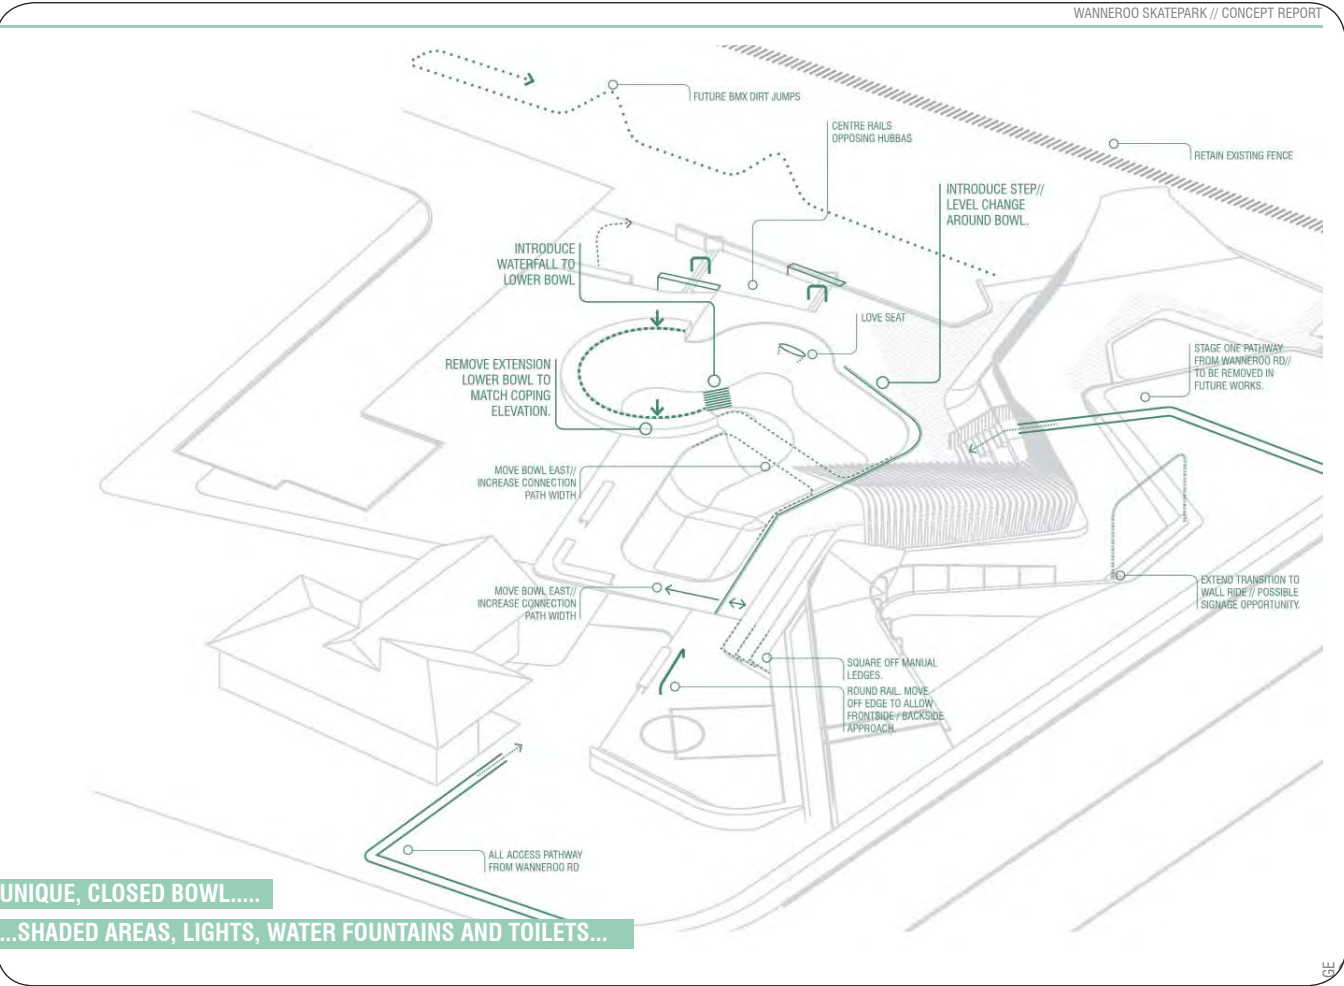 WANNEROO SKATEPARK // CONCEPT REPORT
FUTURE BMX DIRT JUMPS
CENTRE RAILS
OPPOSING HUBBAS
RETAIN EXISTING FENCE
INTRODUCE STEP//
LEVEL CHANGE
AROUND BOWL.
INTRODUCE
WATERFALL TO
LOWER BOWL
LOVE SEAT
STAGE ONE PATHWAY
FROM WANNEROO RD//
TO BE REMOVED IN
FUTURE WORKS.
REMOVE EXTENSION
LOWER BOWL TO
MATCH COPING
ELEVATION.
MOVE BOWL EAST//
INCREASE CONNECTION
PATH WIDTH
MOVE BOWL EAST//
INCREASE CONNECTION
PATH WIDTH
EXTEND TRANSITION TO
WALL RIDE // POSSIBLE
SIGNAGE OPPORTUNITY.
SQUARE OFF MANUAL
LEDGES.
ROUND RAIL. MOVE
OFF EDGE TO ALLOW
FRONTSIDE / BACKSIDE
APPROACH.
ALL ACCESS PATHWAY
FROM WANNEROO RD
UNIQUE, CLOSED BOWL.....
...SHADED AREAS, LIGHTS, WATER FOUNTAINS AND TOILETS...
GE